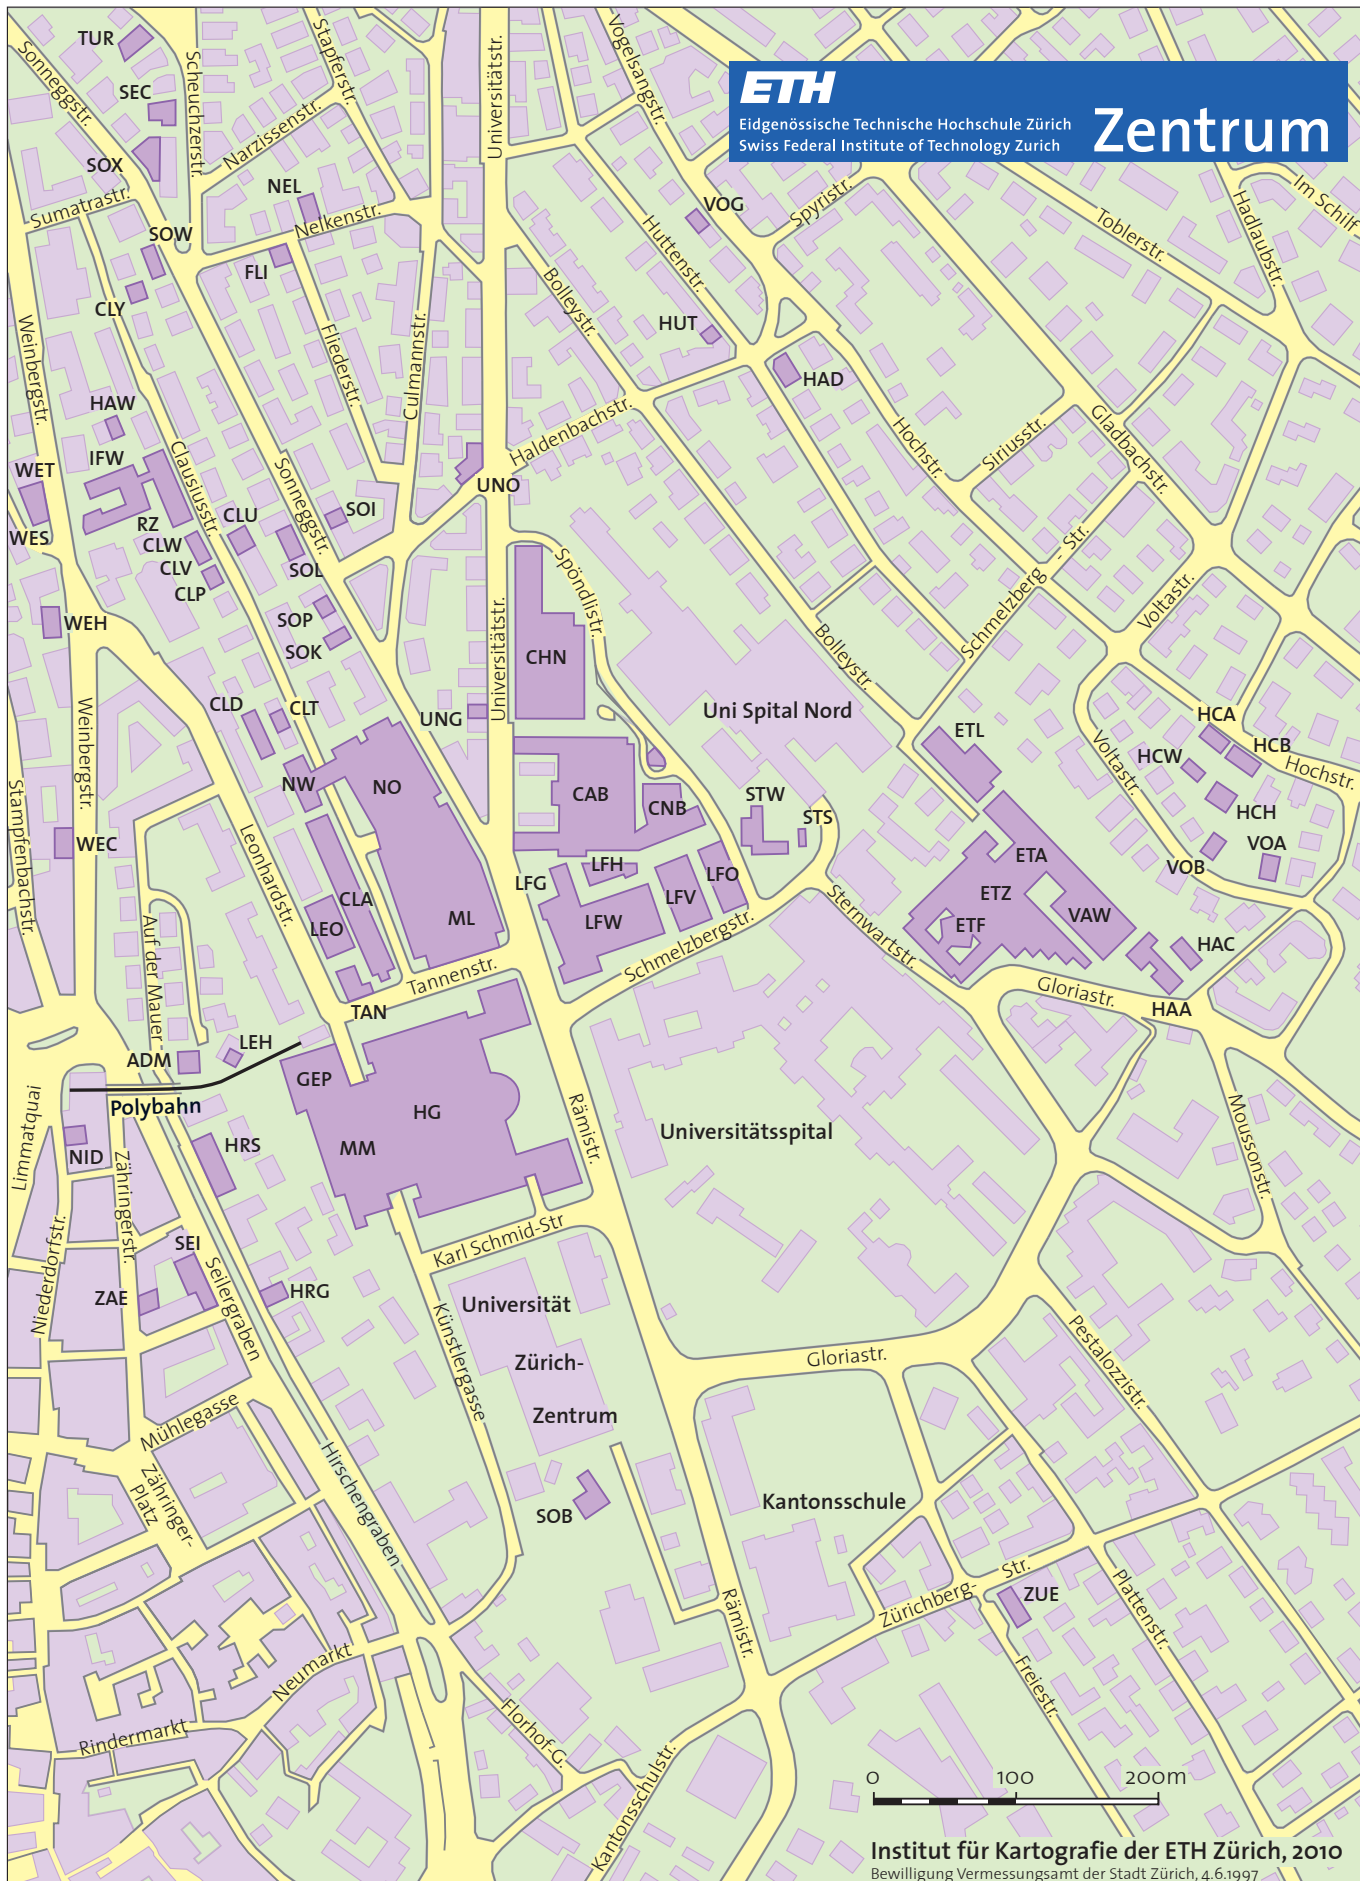 TUR
Sonneggstr.
Scheuchzerstr.
Stapferstr.
Universitätstr.
Vogelsangstr.
ETH
Eidgenössische Technische Hochschule Zürich
Swiss Federal Institute of Technology Zurich
Zentrum
SEC
SOX
Narzissenstr.
NEL
Sumatrastr.
SOW
Nelkenstr.
FLI
VOG
Spyristr.
Huttenstr.
Toblerstr.
Hadlaubstr.
Im Schilf
CLY
Bolleystr.
HUT
Weinbergstr.
Fliederstr.
Culmannstr.
HAD
HAW
IFW
WET
Clausiusstr.
Sonneggstr.
Haldenbachstr.
UNO
Hochstr.
Siriusstr.
Gladbachstr.
WES
RZ
CLW
CLV
CLP
CLU
SOI
SOL
Spöndlistr.
Schmelzberg - Str.
Voltastr.
WEH
SOP
SOK
CHN
Universitätstr.
Bolleystr.
CLD
CLT
UNG
Uni Spital Nord
ETL
HCA
HCB
HCW
Hochstr.
Voltastr.
HCH
VOA
VOB
Weinbergstr.
Stampfenbachstr.
NW
NO
CAB
CNB
STW
STS
WEC
Leonhardstr.
LFH
LFG
LFO
LFV
LFW
ETA
ETZ
ETF
VAW
CLA
LEO
ML
Auf der Mauer
Tannenstr.
TAN
Schmelzbergstr.
Sternwartstr.
HAC
Gloriastr.
HAA
ADM
LEH
Polybahn
GEP
HG
MM
Rämistr.
Universitätsspital
Moussonstr.
Limmatquai
NID
HRS
Zähringerstr.
Niederdorfstr.
SEI
ZAE
Seilergraben
HRG
Karl Schmid-Str
Künstlergasse
Universität
Zürich-
Zentrum
Gloriastr.
Pestalozzistr.
Mühlegasse
Zähringer-
Platz
Hirschengraben
SOB
Kantonsschule
Zürichberg- Str.
ZUE
Plattenstr.
Freiestr.
Rämistr.
Neumarkt
Rindermarkt
Florhof-G.
Kantonsschulstr.
0 100 200m
Institut für Kartografie der ETH Zürich, 2010
Bewilligung Vermessungsamt der Stadt Zürich, 4.6.1997